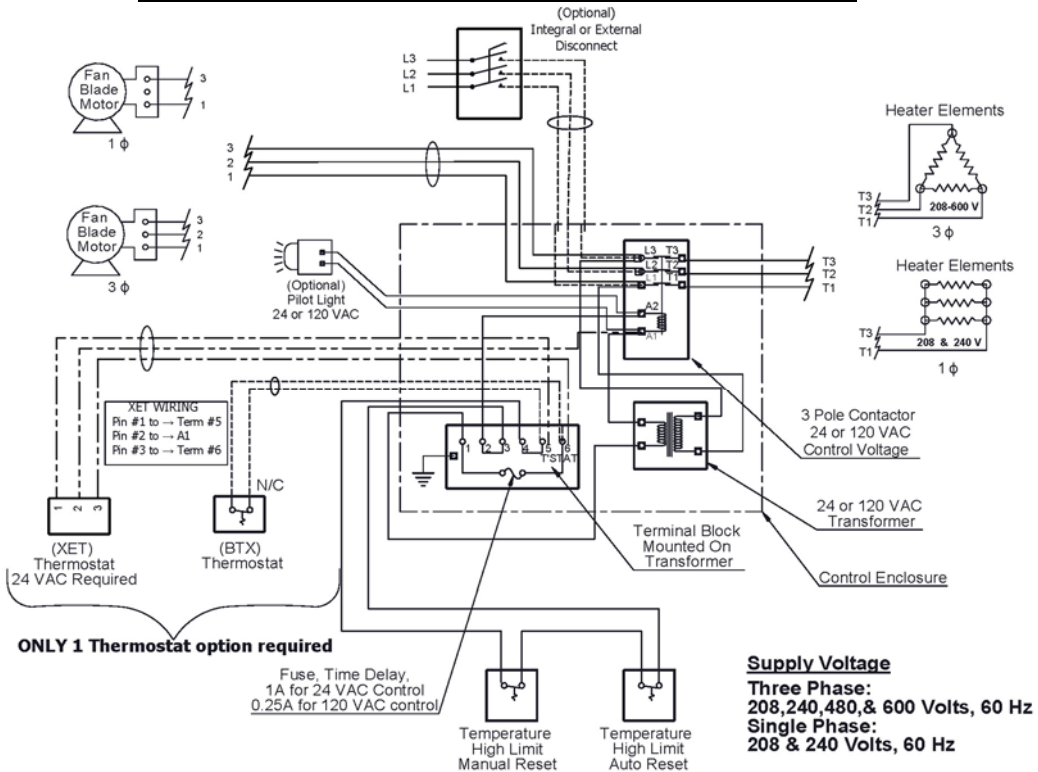 (Optional)
Integral or External
Disconnect
L3
L2
L1
Fan
Blade
Motor
3
1
1 ϕ
3
2
1
Fan
Blade
Motor
3
2
1
3 ϕ
(Optional)
Pilot Light
24 or 120 VAC
L3 T3
L2 T2
L1 T1
A2
A1
T3
T2
T1
Heater Elements
T3
T2
T1
208-600 V
3 ϕ
Heater Elements
T3
T1
208 & 240 V
1 ϕ
XET WIRING
Pin #1 to → Term #5
Pin #2 to → A1
Pin #3 to → Term #6
1 2 3 4 5 6
T'STAT
3 Pole Contactor
24 or 120 VAC
Control Voltage
24 or 120 VAC
Transformer
Terminal Block
Mounted On
Transformer
Control Enclosure
1 2 3
(XET)
Thermostat
24 VAC Required
N/C
(BTX)
Thermostat
ONLY 1 Thermostat option required
Fuse, Time Delay,
1A for 24 VAC Control
0.25A for 120 VAC control
Temperature
High Limit
Manual Reset
Temperature
High Limit
Auto Reset
Supply Voltage
Three Phase:
208,240,480,& 600 Volts, 60 Hz
Single Phase:
208 & 240 Volts, 60 Hz